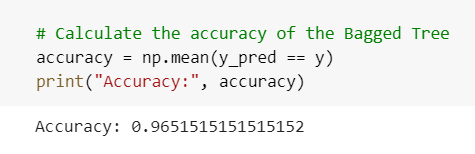 # Calculate the accuracy of the Bagged Tree
accuracy = np.mean(y_pred == y)
print("Accuracy:", accuracy)
Accuracy: 0.9651515151515152